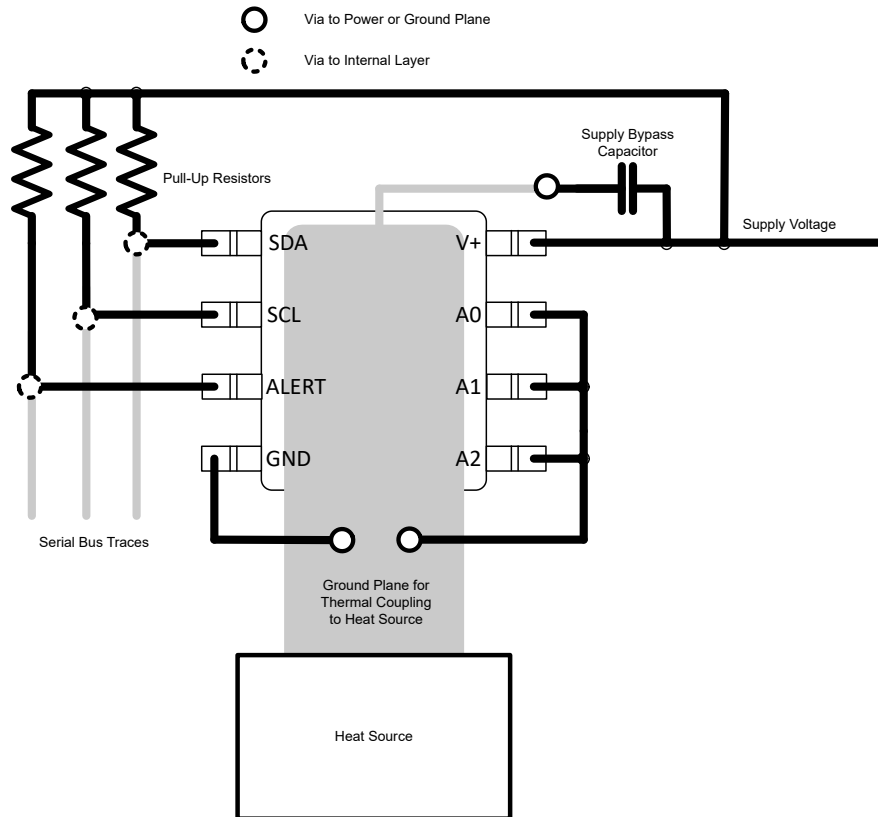 Via to Power or Ground Plane
Via to Internal Layer
Supply Bypass
Capacitor
Pull-Up Resistors
Supply Voltage
SDA
V+
SCL
A0
ALERT
A1
GND
A2
Serial Bus Traces
Ground Plane for
Thermal Coupling
to Heat Source
Heat Source